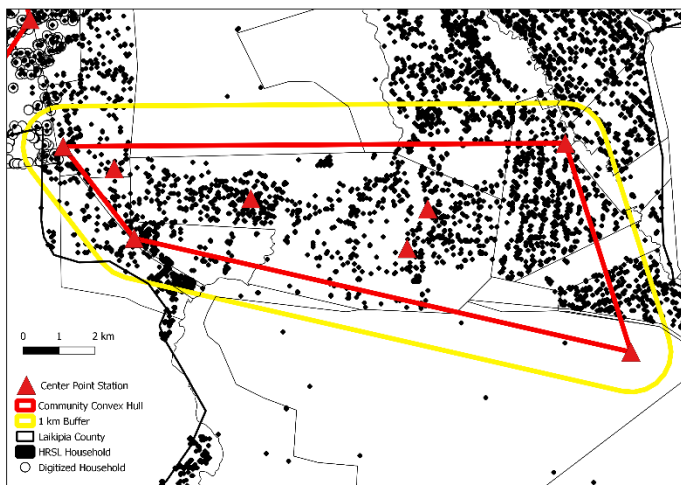 0 1 2 km
Center Point Station
Community Convex Hull
1 km Buffer
Laikipia County
HRSL Household
Digitized Household